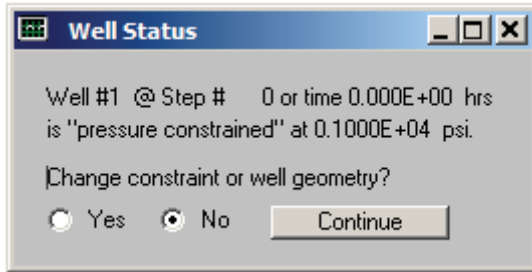 Well Status
Well #1 @ Step # 0 or time 0.000E+00 hrs
is "pressure constrained" at 0.1000E+04 psi.
Change constraint or well geometry?
Yes No Continue